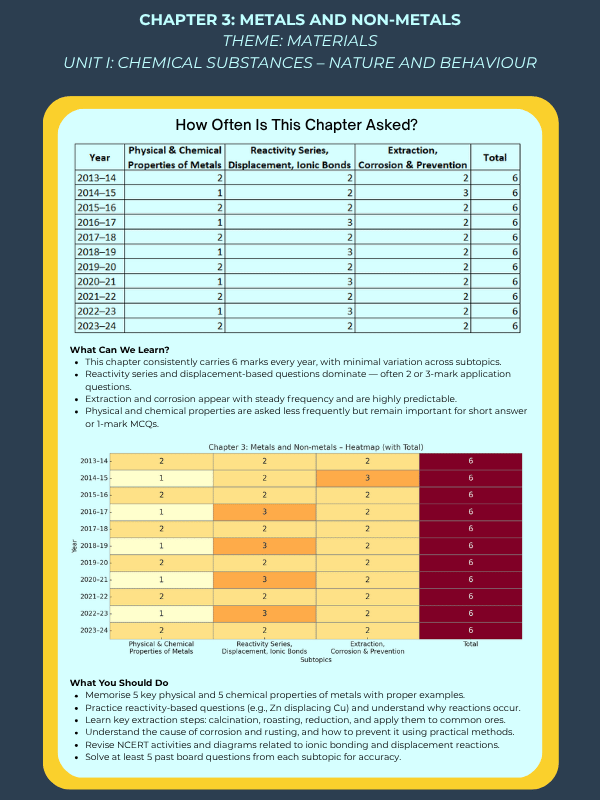 CHAPTER 3: METALS AND NON-METALS
THEME: MATERIALS
UNIT I: CHEMICAL SUBSTANCES – NATURE AND BEHAVIOUR
How Often Is This Chapter Asked?
Year | Physical & Chemical Properties of Metals | Reactivity Series, Displacement, Ionic Bonds | Extraction, Corrosion & Prevention | Total
2013–14 2 2 2 6
2014–15 1 2 3 6
2015–16 2 2 2 6
2016–17 1 3 2 6
2017–18 2 2 2 6
2018–19 1 3 2 6
2019–20 2 2 2 6
2020–21 1 3 2 6
2021–22 2 2 2 6
2022–23 1 3 2 6
2023–24 2 2 2 6
What Can We Learn?
• This chapter consistently carries 6 marks every year, with minimal variation across subtopics.
• Reactivity series and displacement-based questions dominate — often 2 or 3-mark application
questions.
• Extraction and corrosion appear with steady frequency and are highly predictable.
• Physical and chemical properties are asked less frequently but remain important for short answer
or 1-mark MCQs.
Chapter 3: Metals and Non-metals – Heatmap (with Total)
Year
2013–14 2 2 2 6
2014–15 1 2 3 6
2015–16 2 2 2 6
2016–17 1 3 2 6
2017–18 2 2 2 6
2018–19 1 3 2 6
2019–20 2 2 2 6
2020–21 1 3 2 6
2021–22 2 2 2 6
2022–23 1 3 2 6
2023–24 2 2 2 6
Physical & Chemical Reactivity Series, Extraction, Total
Properties of Metals Displacement, Ionic Bonds Corrosion & Prevention
Subtopics
What You Should Do
• Memorise 5 key physical and 5 chemical properties of metals with proper examples.
• Practice reactivity-based questions (e.g., Zn displacing Cu) and understand why reactions occur.
• Learn key extraction steps: calcination, roasting, reduction, and apply them to common ores.
• Understand the cause of corrosion and rusting, and how to prevent it using practical methods.
• Revise NCERT activities and diagrams related to ionic bonding and displacement reactions.
• Solve at least 5 past board questions from each subtopic for accuracy.